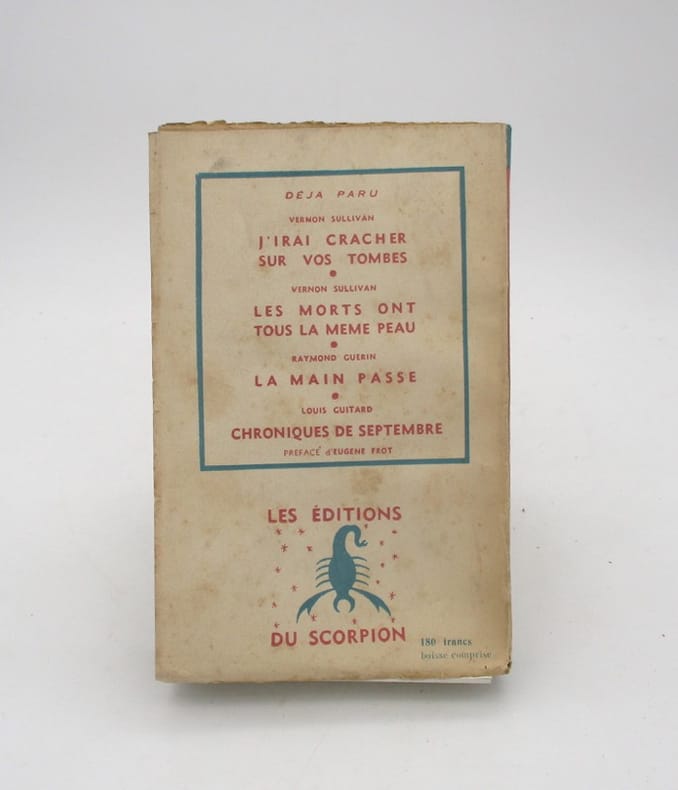 DÉJA PARU
VERNON SULLIVAN
J'IRAI CRACHER
SUR VOS TOMBES
VERNON SULLIVAN
LES MORTS ONT
TOUS LA MEME PEAU
RAYMOND GUERIN
LA MAIN PASSE
LOUIS GUITARD
CHRONIQUES DE SEPTEMBRE
PREFACE d'EUGENE FROT
LES ÉDITIONS
DU SCORPION
180 francs
baisse comprise